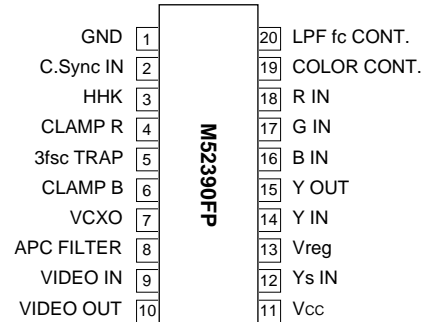 GND 1 20 LPF fc CONT.
C.Sync IN 2 19 COLOR CONT.
HHK 3 18 R IN
CLAMP R 4 17 G IN
3fsc TRAP 5 16 B IN
CLAMP B 6 15 Y OUT
VCXO 7 14 Y IN
APC FILTER 8 13 Vreg
VIDEO IN 9 12 Ys IN
VIDEO OUT 10 11 Vcc
M52390FP